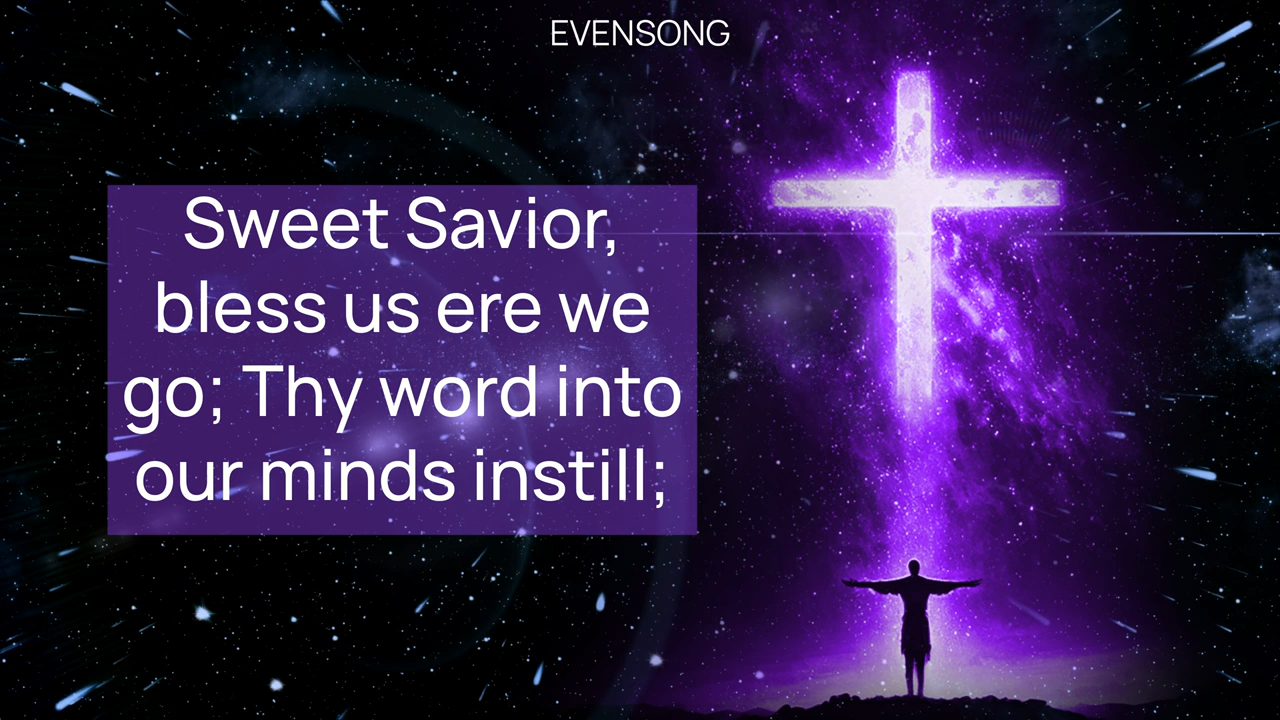 EVENSONG
Sweet Savior,
bless us ere we
go; Thy word into
our minds instill;